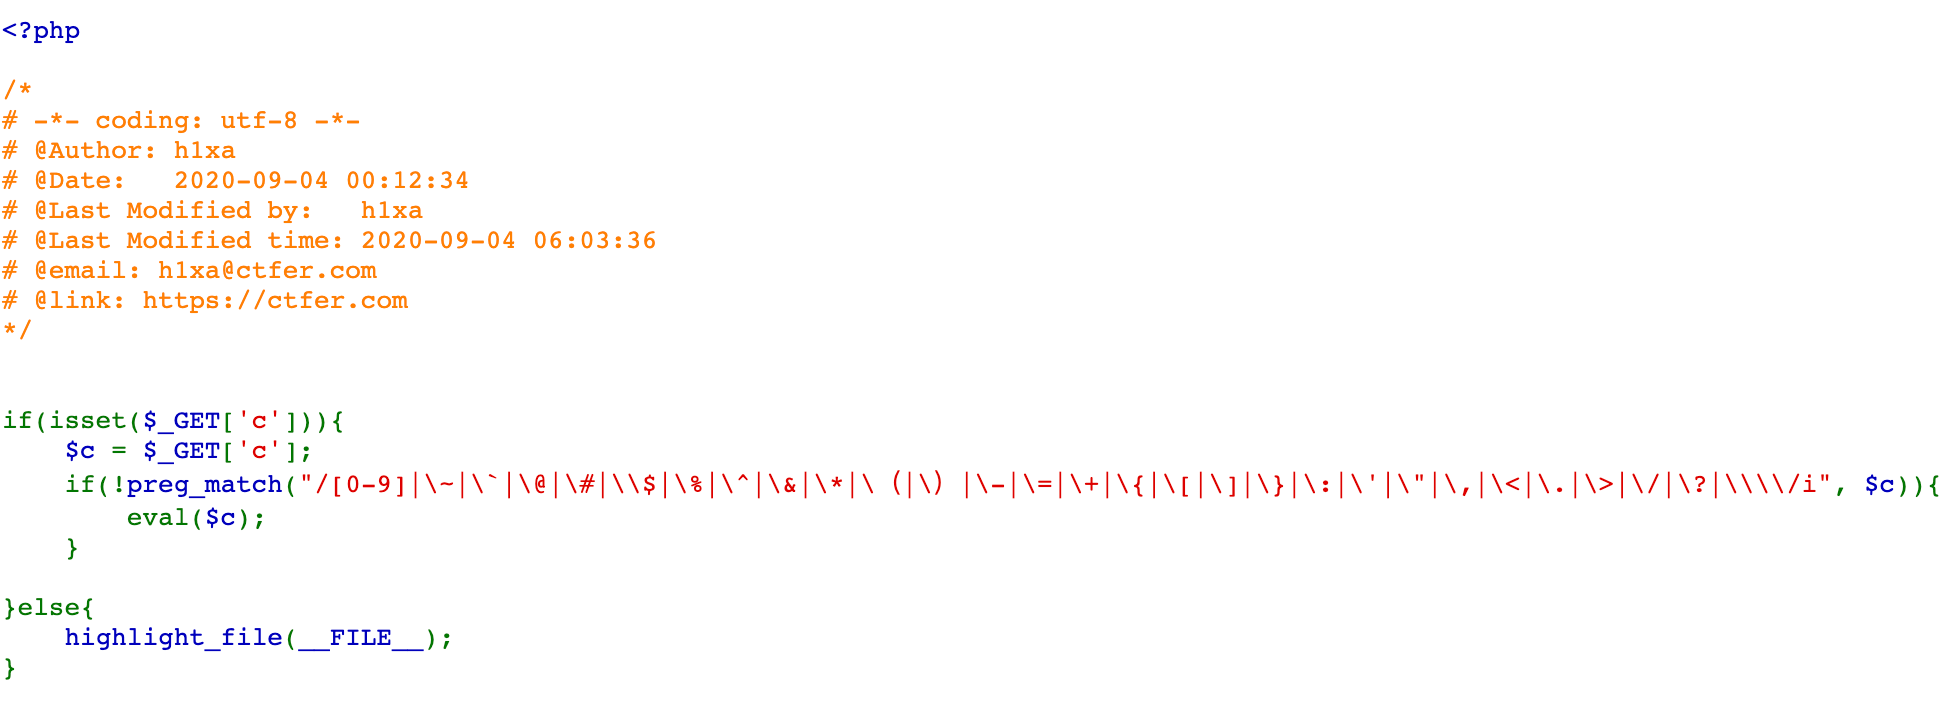 <?php

/*
# -*- coding: utf-8 -*-
# @Author: h1xa
# @Date:   2020-09-04 00:12:34
# @Last Modified by:   h1xa
# @Last Modified time: 2020-09-04 06:03:36
# @email: h1xa@ctfer.com
# @link: https://ctfer.com
*/

if(isset($_GET['c'])){
    $c = $_GET['c'];
    if(!preg_match("/[0-9]|\~|\`|\@|\#|\\$|\%|\^|\&|\*|\（|\）|\-|\=|\+|\{|\[|\]|\}|\:|\'|\"|\,|\<|\.|\>|\/|\?|\\\\/i", $c)){
        eval($c);
    }

}else{
    highlight_file(__FILE__);
}